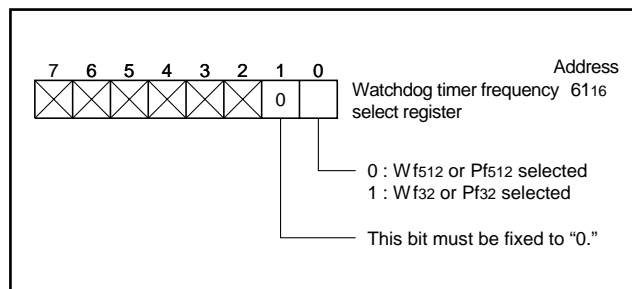 7 6 5 4 3 2 1 0
Address
Watchdog timer frequency 6116
select register
0
0 : Wf512 or Pf512 selected
1 : Wf32 or Pf32 selected
This bit must be fixed to “0.”